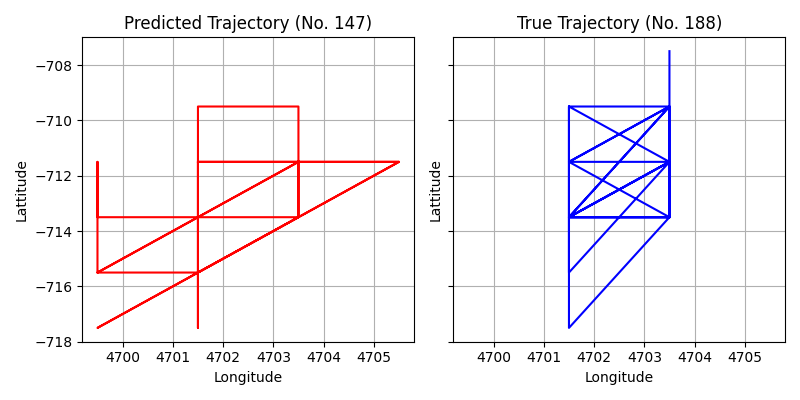 Predicted Trajectory (No. 147)
True Trajectory (No. 188)
−708
−710
−712
−714
−716
−718
Lattitude
Lattitude
4700 4701 4702 4703 4704 4705
4700 4701 4702 4703 4704 4705
Longitude
Longitude